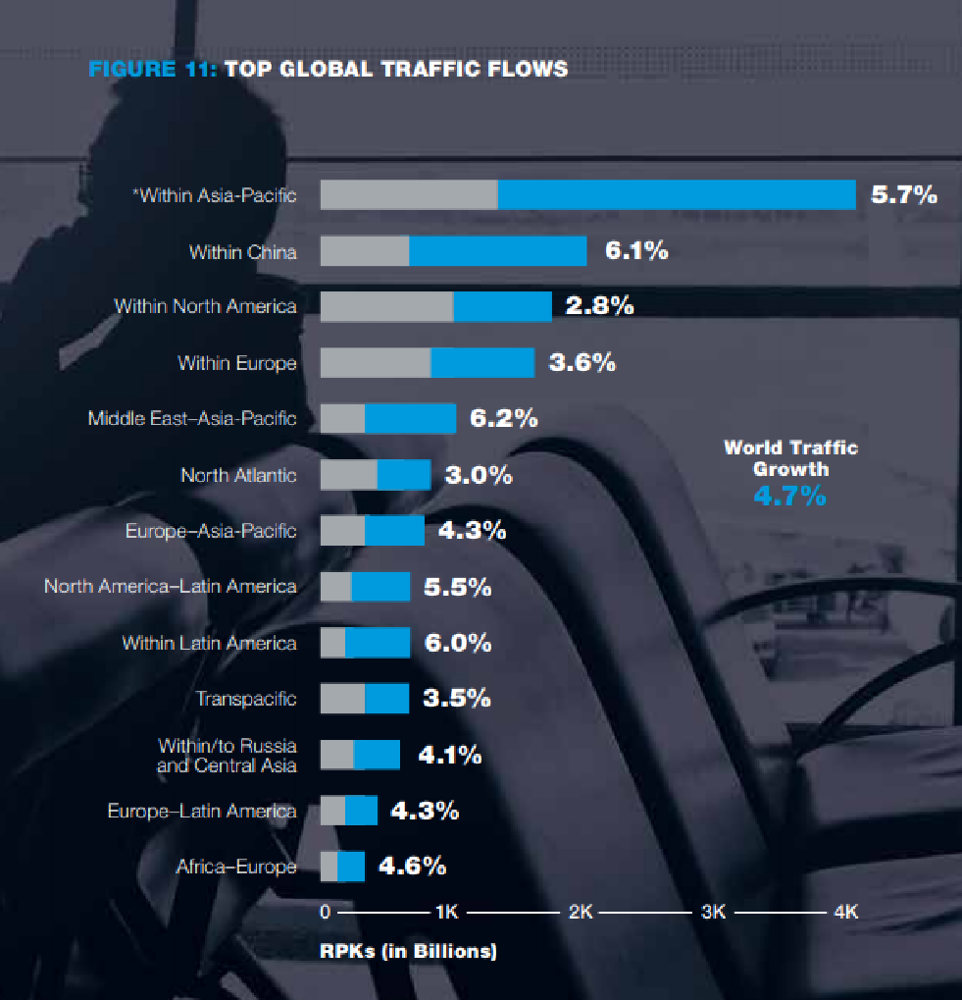 FIGURE 11: TOP GLOBAL TRAFFIC FLOWS
*Within Asia-Pacific 5.7%
Within China 6.1%
Within North America 2.8%
Within Europe 3.6%
Middle East–Asia-Pacific 6.2%
World Traffic
Growth
4.7%
North Atlantic 3.0%
Europe–Asia-Pacific 4.3%
North America–Latin America 5.5%
Within Latin America 6.0%
Transpacific 3.5%
Within/to Russia
and Central Asia 4.1%
Europe–Latin America 4.3%
Africa–Europe 4.6%
0 1K 2K 3K 4K
RPKs (in Billions)